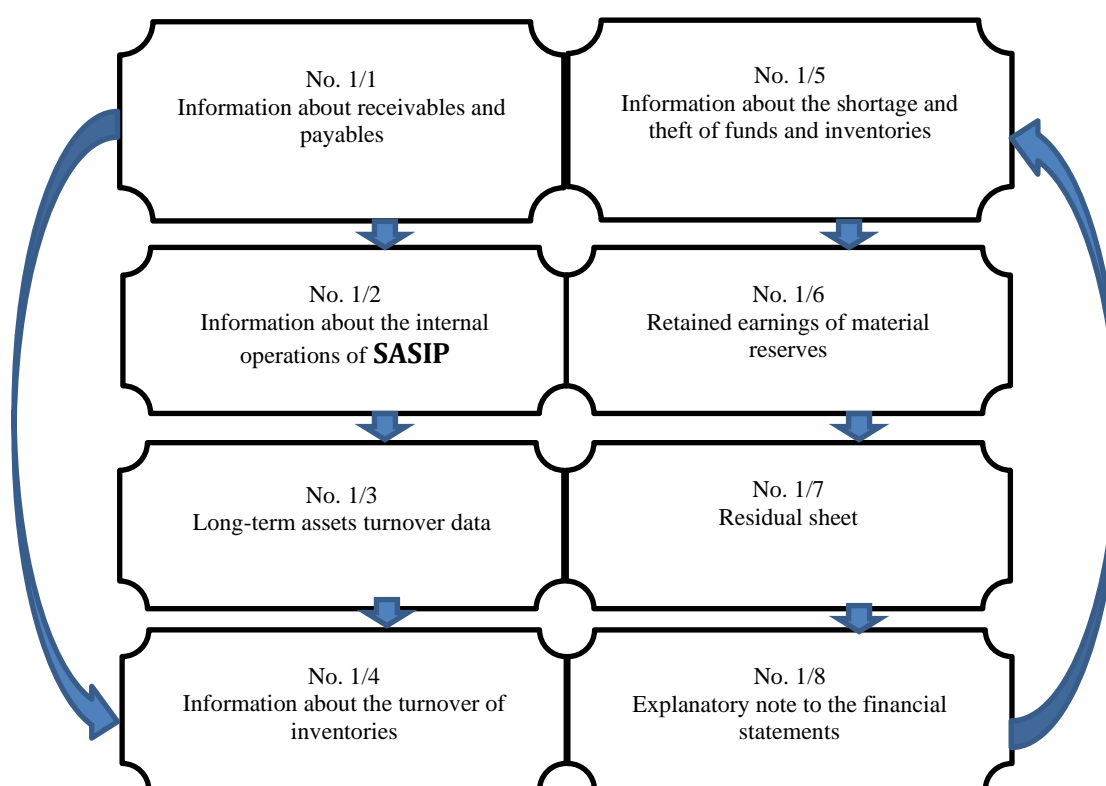 No. 1/1
Information about receivables and
payables
No. 1/5
Information about the shortage and
theft of funds and inventories
No. 1/2
Information about the internal
operations of SASIP
No. 1/6
Retained earnings of material
reserves
No. 1/3
Long-term assets turnover data
No. 1/7
Residual sheet
No. 1/4
Information about the turnover of
inventories
No. 1/8
Explanatory note to the financial
statements